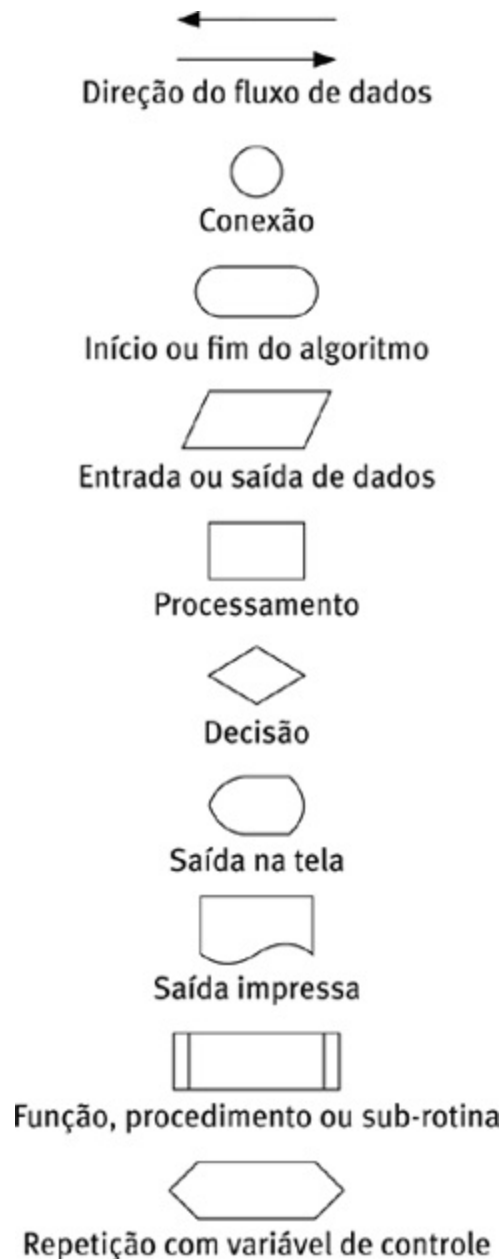 Direção do fluxo de dados
Conexão
Início ou fim do algoritmo
Entrada ou saída de dados
Processamento
Decisão
Saída na tela
Saída impressa
Função, procedimento ou sub-rotina
Repetição com variável de controle